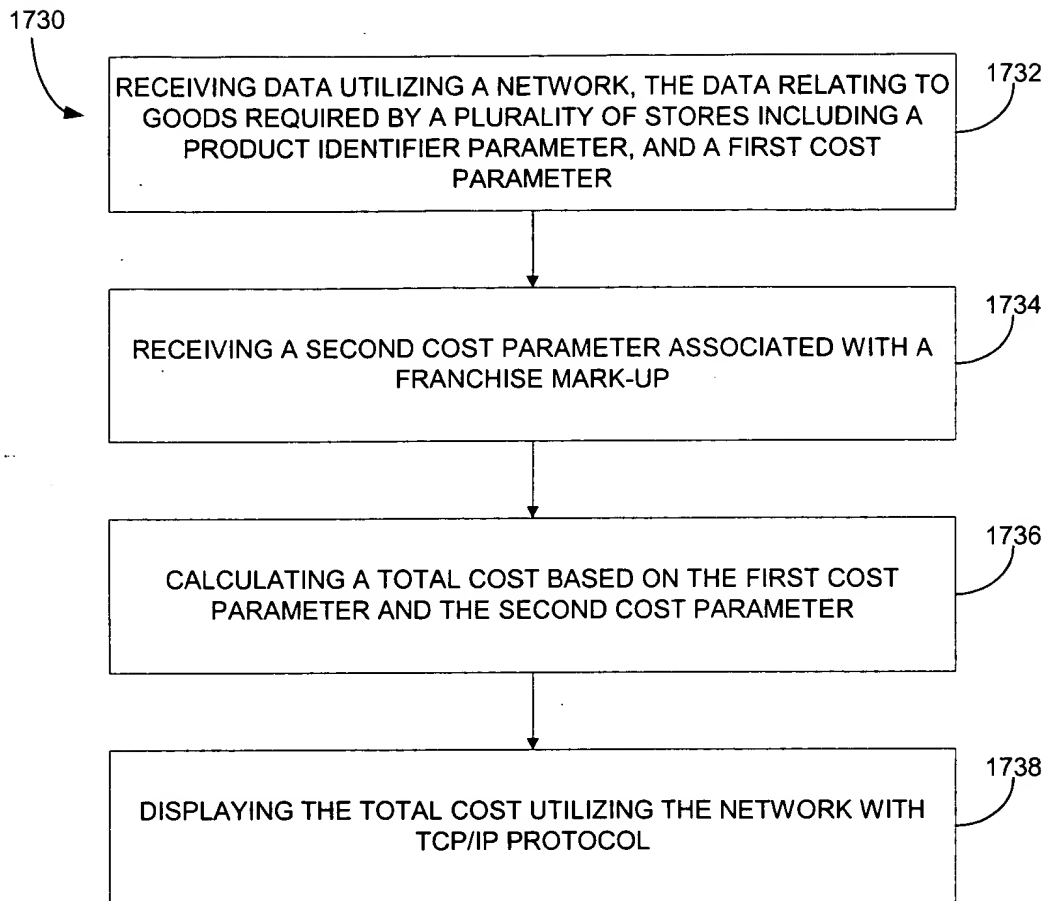 1730
RECEIVING DATA UTILIZING A NETWORK, THE DATA RELATING TO
GOODS REQUIRED BY A PLURALITY OF STORES INCLUDING A
PRODUCT IDENTIFIER PARAMETER, AND A FIRST COST
PARAMETER
1732
RECEIVING A SECOND COST PARAMETER ASSOCIATED WITH A
FRANCHISE MARK-UP
1734
CALCULATING A TOTAL COST BASED ON THE FIRST COST
PARAMETER AND THE SECOND COST PARAMETER
1736
DISPLAYING THE TOTAL COST UTILIZING THE NETWORK WITH
TCP/IP PROTOCOL
1738